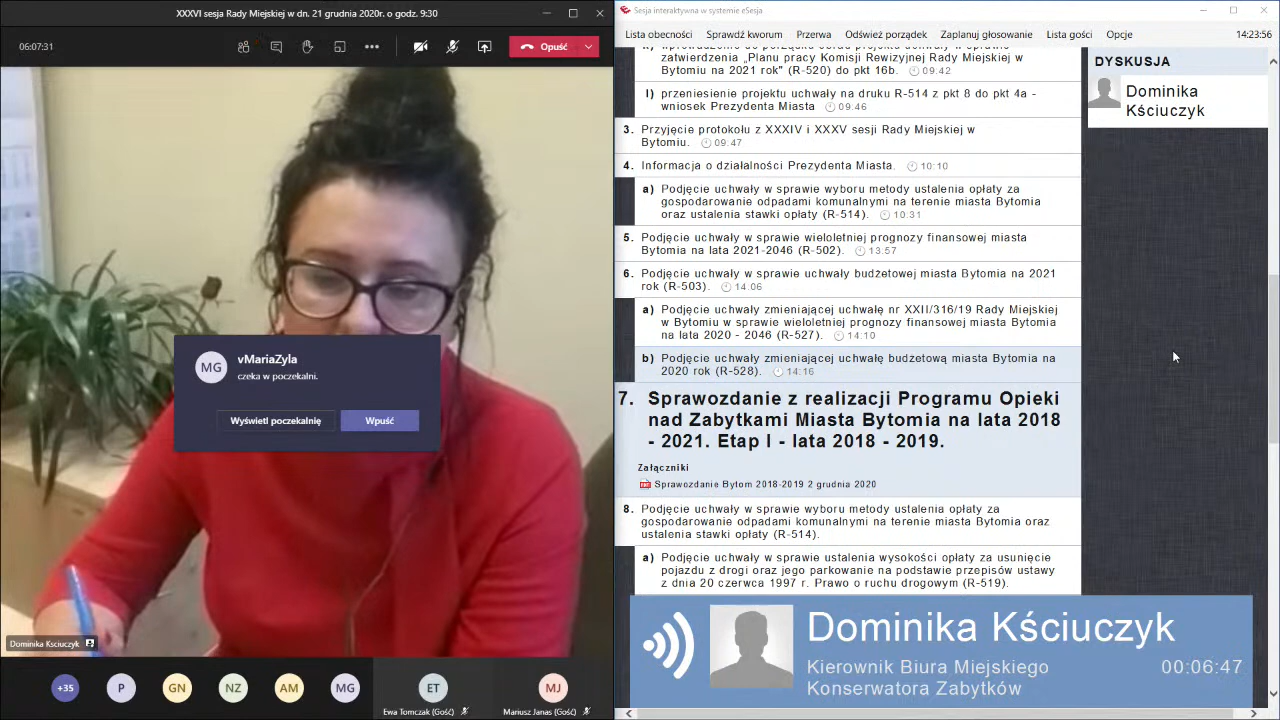 XXXVI sesja Rady Miejskiej w dn. 21 grudnia 2020r. o godz. 9:30
06:07:31
Opuść
vMariaZyla
MG
czeka w poczekalni.
Wyświetl poczekalnię
Wpuść
Dominika Ksciuczyk
+35
P
GN
NZ
AM
MG
ET
MJ
Ewa Tomczak (Gość)
Mariusz Janas (Gość)
Sesja interaktywna w systemie eSesja
Lista obecności Sprawdź kworum Przerwa Odśwież porządek Zaplanuj głosowanie Lista gości Opcje
14:23:56
zatwierdzenia „Planu pracy Komisji Rewizyjnej Rady Miejskiej w
Bytomiu na 2021 rok" (R-520) do pkt 16b. 09:42
l) przeniesienie projektu uchwały na druku R-514 z pkt 8 do pkt 4a -
wniosek Prezydenta Miasta 09:46
3. Przyjęcie protokołu z XXXIV i XXXV sesji Rady Miejskiej w
Bytomiu. 09:47
4. Informacja o działalności Prezydenta Miasta. 10:10
a) Podjęcie uchwały w sprawie wyboru metody ustalenia opłaty za
gospodarowanie odpadami komunalnymi na terenie miasta Bytomia
oraz ustalenia stawki opłaty (R-514). 10:31
5. Podjęcie uchwały w sprawie wieloletniej prognozy finansowej miasta
Bytomia na lata 2021-2046 (R-502). 13:57
6. Podjęcie uchwały w sprawie uchwały budżetowej miasta Bytomia na 2021
rok (R-503). 14:06
a) Podjęcie uchwały zmieniającej uchwałę nr XXII/316/19 Rady Miejskiej
w Bytomiu w sprawie wieloletniej prognozy finansowej miasta Bytomia
na lata 2020 - 2046 (R-527). 14:10
b) Podjęcie uchwały zmieniającej uchwałę budżetową miasta Bytomia na
2020 rok (R-528). 14:16
7. Sprawozdanie z realizacji Programu Opieki
nad Zabytkami Miasta Bytomia na lata 2018
- 2021. Etap I - lata 2018 - 2019.
Załączniki
Sprawozdanie Bytom 2018-2019 2 grudnia 2020
8. Podjęcie uchwały w sprawie wyboru metody ustalenia opłaty za
gospodarowanie odpadami komunalnymi na terenie miasta Bytomia oraz
ustalenia stawki opłaty (R-514).
a) Podjęcie uchwały w sprawie ustalenia wysokości opłaty za usunięcie
pojazdu z drogi oraz jego parkowanie na podstawie przepisów ustawy
z dnia 20 czerwca 1997 r. Prawo o ruchu drogowym (R-519).
DYSKUSJA
Dominika
Kściuczyk
Dominika Kściuczyk
Kierownik Biura Miejskiego
Konserwatora Zabytków
00:06:47